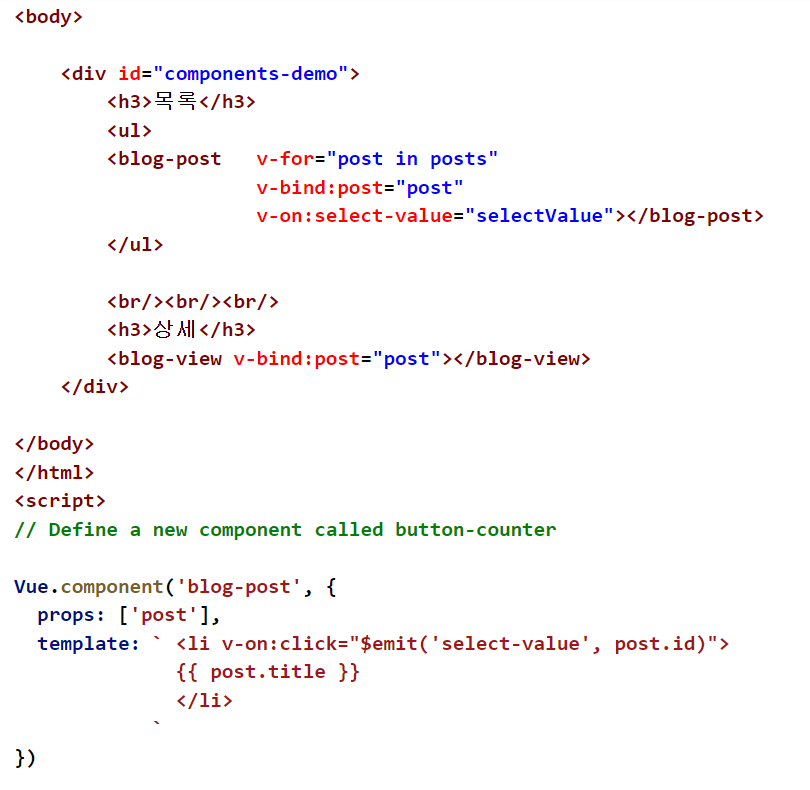 <body>
<div id="components-demo">
<h3>목록</h3>
<ul>
<blog-post   v-for="post in posts"
v-bind:post="post"
v-on:select-value="selectValue"></blog-post>
</ul>
<br/><br/><br/>
<h3>상세</h3>
<blog-view v-bind:post="post"></blog-view>
</div>
</body>
</html>
<script>
// Define a new component called button-counter
Vue.component('blog-post', {
props: ['post'],
template: ` <li v-on:click="$emit('select-value', post.id)">
{{ post.title }}
</li>
`
})